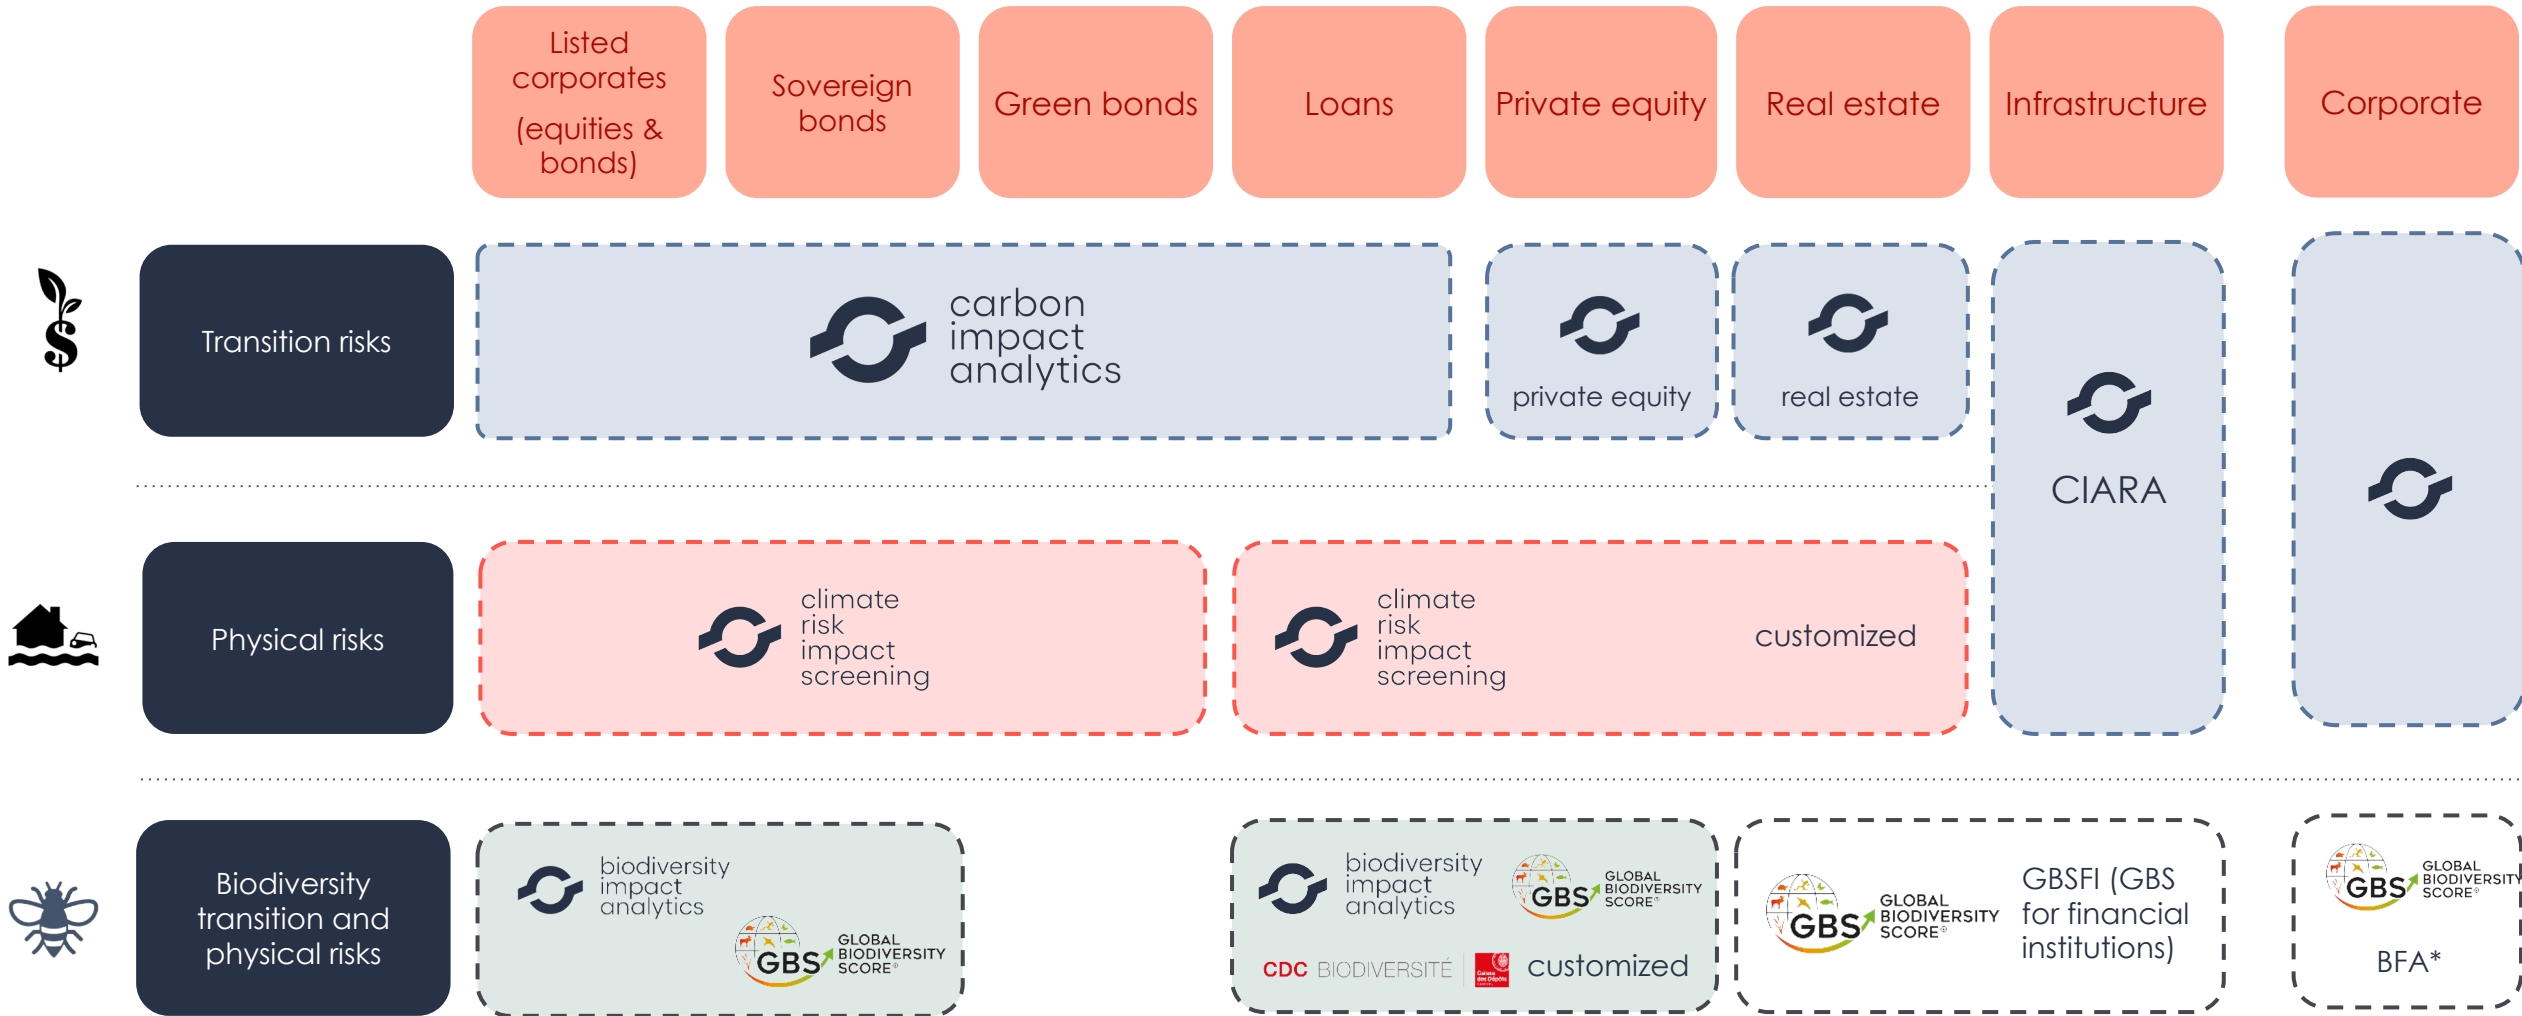 Listed
corporates
(equities &
bonds)
Sovereign
bonds
Green bonds
Loans
Private equity
Real estate
Infrastructure
Corporate
Transition risks
carbon
impact
analytics
private equity
real estate
CIARA
Physical risks
climate
risk
impact
screening
climate
risk
impact
screening
customized
Biodiversity
transition and
physical risks
biodiversity
impact
analytics
GBS
GLOBAL
BIODIVERSITY
SCORE®
biodiversity
impact
analytics
GBS
GLOBAL
BIODIVERSITY
SCORE®
CDC BIODIVERSITÉ
Caisse
des Dépôts
customized
GBS
GLOBAL
BIODIVERSITY
SCORE®
GBSFI (GBS
for financial
institutions)
GBS
GLOBAL
BIODIVERSITY
SCORE®
BFA*